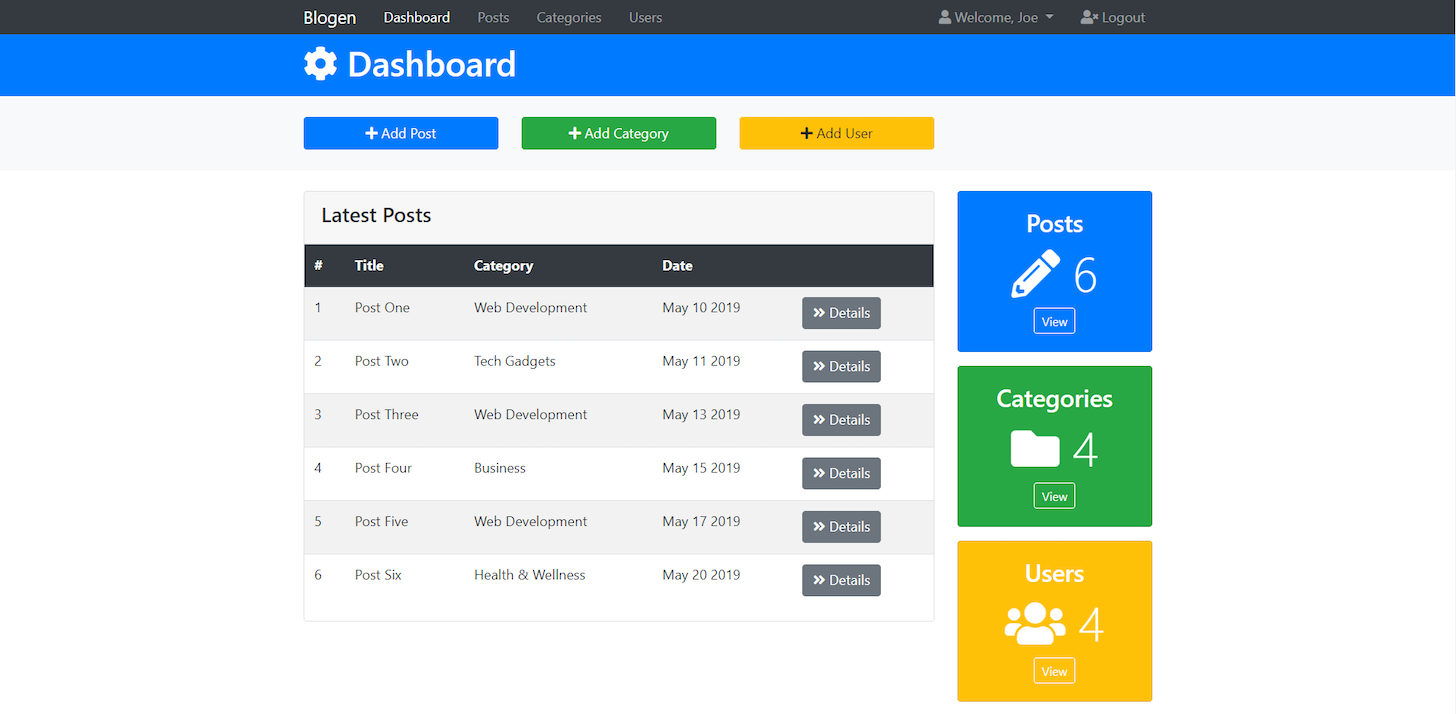 Blogen Dashboard Posts Categories Users Welcome, Joe Logout
Dashboard
Add Post Add Category Add User
Latest Posts
# Title Category Date
1 Post One Web Development May 10 2019 Details
2 Post Two Tech Gadgets May 11 2019 Details
3 Post Three Web Development May 13 2019 Details
4 Post Four Business May 15 2019 Details
5 Post Five Web Development May 17 2019 Details
6 Post Six Health & Wellness May 20 2019 Details
Posts
6
View
Categories
4
View
Users
4
View